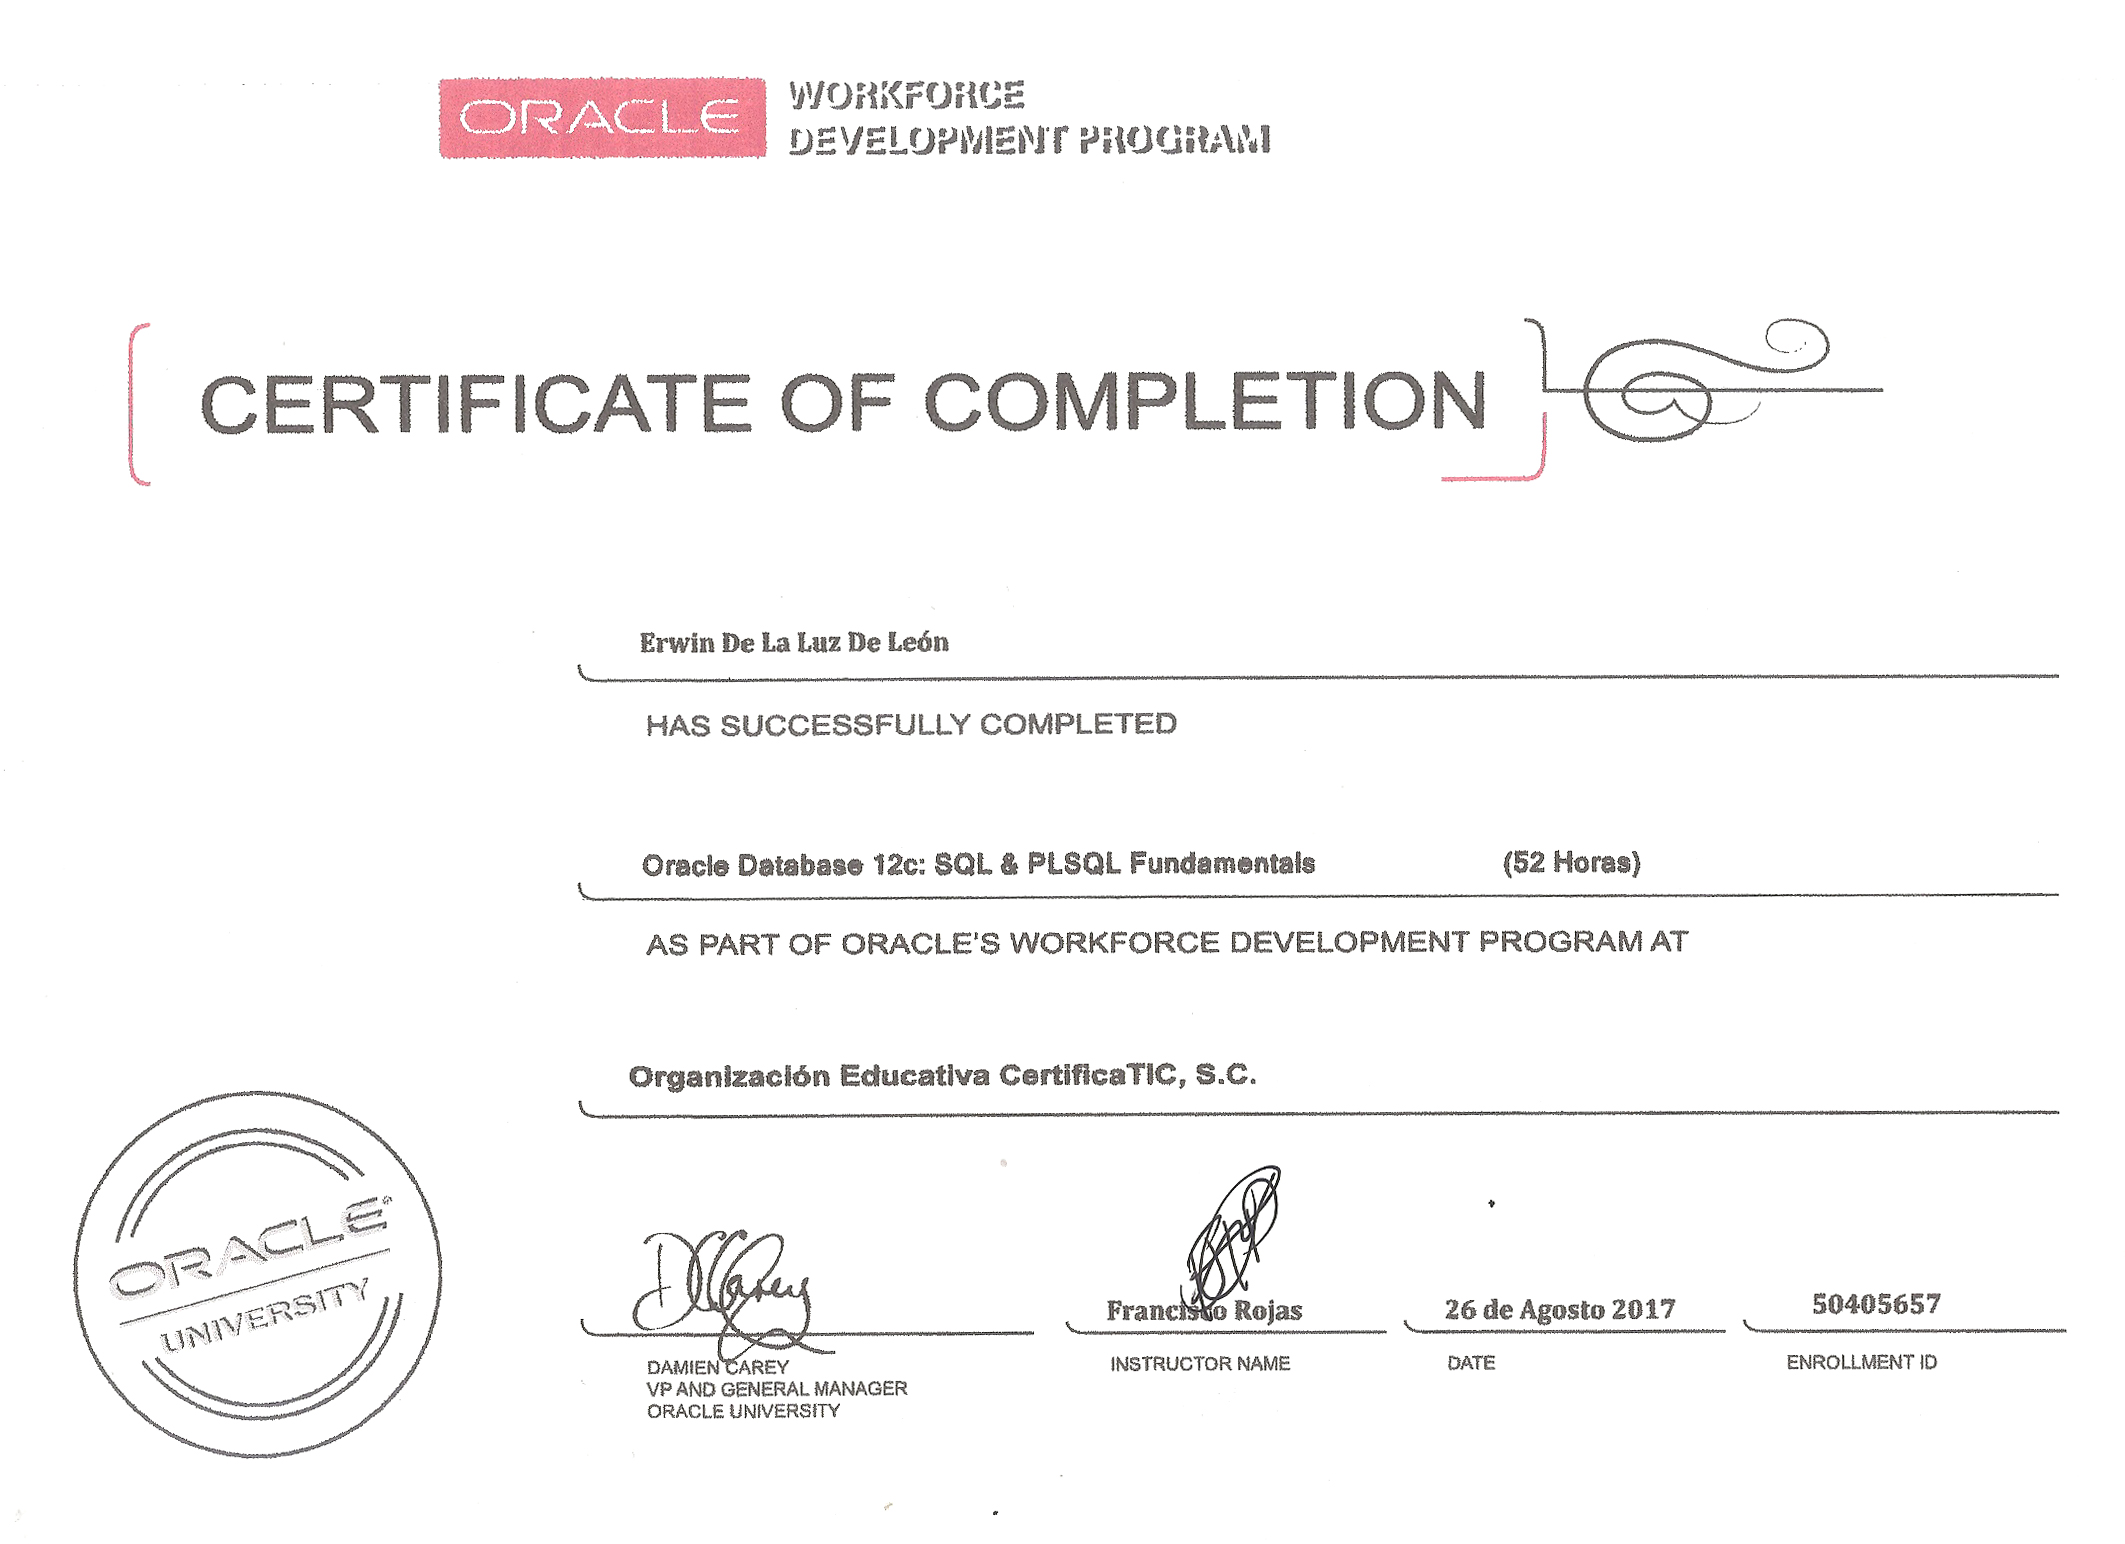 ORACLE
WORKFORCE
DEVELOPMENT PROGRAM
CERTIFICATE OF COMPLETION
Erwin De La Luz De León
HAS SUCCESSFULLY COMPLETED
Oracle Database 12c: SQL & PLSQL Fundamentals (52 Horas)
AS PART OF ORACLE'S WORKFORCE DEVELOPMENT PROGRAM AT
Organización Educativa CertificaTIC, S.C.
ORACLE®
UNIVERSITY
DCarey
Francisco Rojas
26 de Agosto 2017
50405657
DAMIEN CAREY
VP AND GENERAL MANAGER
ORACLE UNIVERSITY
INSTRUCTOR NAME
DATE
ENROLLMENT ID